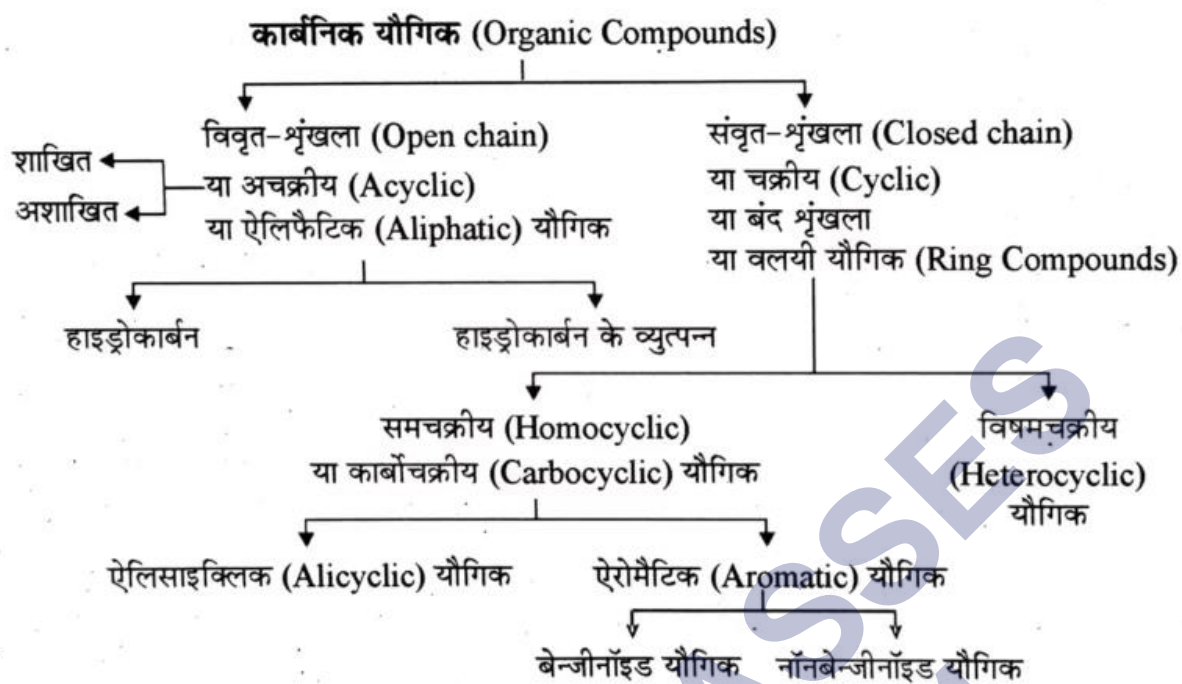 कार्बनिक यौगिक (Organic Compounds)
विवृत-शृंखला (Open chain)
या अचक्रीय (Acyclic)
या ऐलिफैटिक (Aliphatic) यौगिक
शाखित
अशाखित
संवृत-शृंखला (Closed chain)
या चक्रीय (Cyclic)
या बंद शृंखला
या वलयी यौगिक (Ring Compounds)
हाइड्रोकार्बन
हाइड्रोकार्बन के व्युत्पन्न
समचक्रीय (Homocyclic)
या कार्बोचक्रीय (Carbocyclic) यौगिक
विषमचक्रीय
(Heterocyclic)
यौगिक
ऐलिसाइक्लिक (Alicyclic) यौगिक
ऐरोमैटिक (Aromatic) यौगिक
बेन्जीनॉइड यौगिक
नॉनबेन्जीनॉइड यौगिक